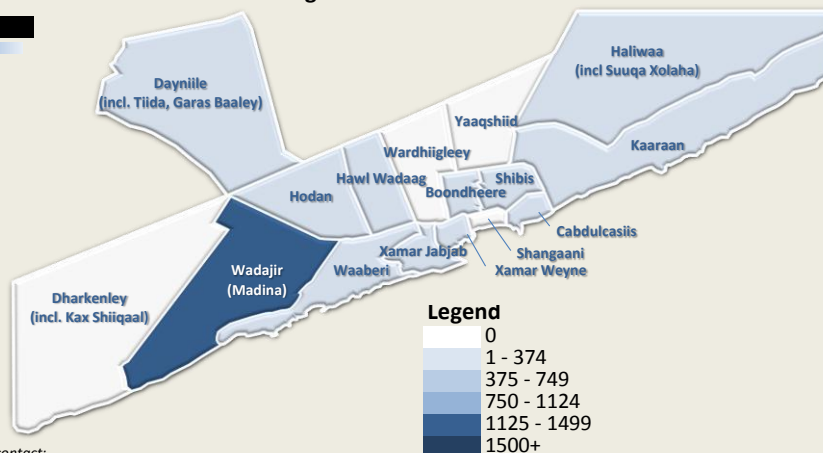 Haliwaa
(incl Suuqa Xolaha)
Dayniile
(incl. Tiida, Garas Baaley)
Yaaqshiid
Kaaraan
Wardhiigleey
Hawl Wadaag
Shibis
Boondheere
Hodan
Cabdulcasiis
Shangaani
Xamar Jabjab
Xamar Weyne
Waaberi
Wadajir
(Madina)
Dharkenley
(incl. Kax Shiiqaal)
Legend
0
1 - 374
375 - 749
750 - 1124
1125 - 1499
1500+